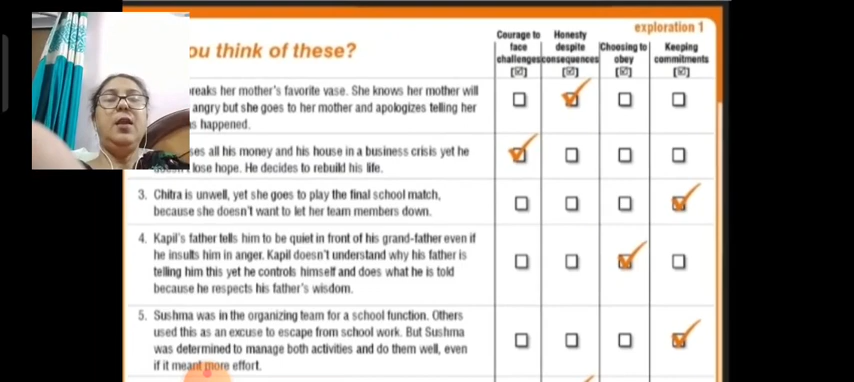 exploration 1
ou think of these?
Courage to face challenges
Honesty despite consequences
Choosing to obey
Keeping commitments
reaks her mother's favorite vase. She knows her mother will
angry but she goes to her mother and apologizes telling her
happened.
all his money and his house in a business crisis yet he
lose hope. He decides to rebuild his life.
3. Chitra is unwell, yet she goes to play the final school match,
because she doesn't want to let her team members down.
4. Kapil's father tells him to be quiet in front of his grand-father even if
he insults him in anger. Kapil doesn't understand why his father is
telling him this yet he controls himself and does what he is told
because he respects his father's wisdom.
5. Sushma was in the organizing team for a school function. Others
used this as an excuse to escape from school work. But Sushma
was determined to manage both activities and do them well, even
if it meant more effort.